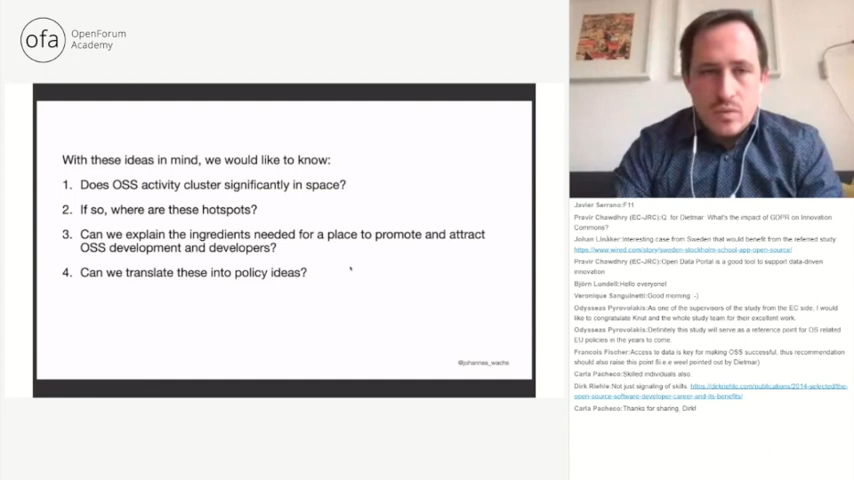 ofa
OpenForum
Academy
With these ideas in mind, we would like to know:
1. Does OSS activity cluster significantly in space?
2. If so, where are these hotspots?
3. Can we explain the ingredients needed for a place to promote and attract
OSS development and developers?
4. Can we translate these into policy ideas?
@johannes_wachs
Javier Serrano:F11
Pravir Chawdhry (EC-JRC):Q for Dietmar: What's the impact of GDPR on Innovation
Commons?
Johan Linåker:Interesting case from Sweden that would benefit from the referred study:
https://www.wired.com/story/sweden-stockholm-school-app-open-source/
Pravir Chawdhry (EC-JRC):Open Data Portal is a good tool to support data-driven
innovation
Björn Lundell:Hello everyone!
Veronique Sanguinetti:Good morning :-)
Odysseas Pyrovolakis:As one of the supervisors of the study from the EC side, I would
like to congratulate Knut and the whole study team for their excellent work.
Odysseas Pyrovolakis:Definitely this study will serve as a reference point for OS related
EU policies in the years to come.
Francois Fischer:Access to data is key for making OSS successful, thus recommendation
should also raise this point Si e.e weel pointed out by Dietmar)
Carla Pacheco:Skilled individuals also.
Dirk Riehle:Not just signaling of skills. https://dirkriehle.com/publications/2014-selected/the-
open-source-software-developer-career-and-its-benefits/
Carla Pacheco:Thanks for sharing, Dirk!